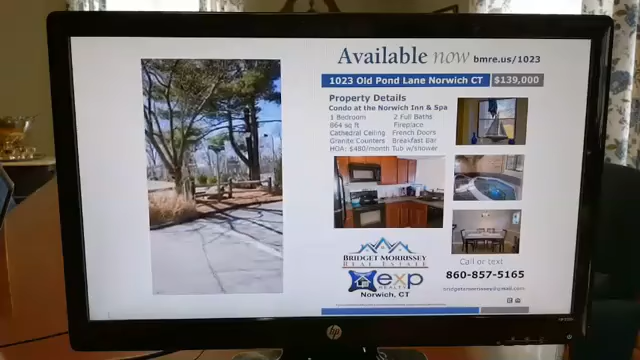 Available now bmre.us/1023
1023 Old Pond Lane Norwich CT $139,000
Property Details
Condo at the Norwich Inn & Spa
1 Bedroom 2 Full Baths
864 sq ft Fireplace
Cathedral Ceiling French Doors
Granite Counters Breakfast Bar
HOA: $480/month Tub w/shower
BRIDGET MORRISSEY
REAL ESTATE
exp
REALTY
Norwich, CT
Call or text
860-857-5165
hp